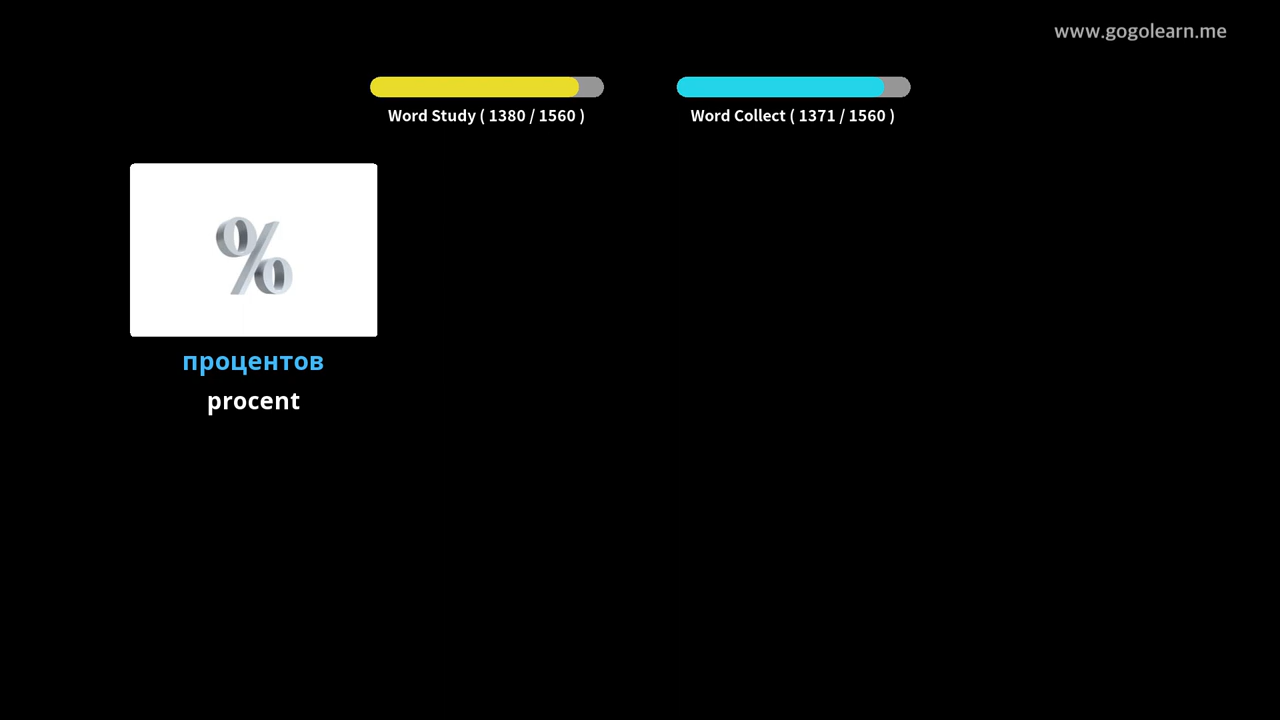 www.gogolearn.me
Word Study ( 1380 / 1560 )
Word Collect ( 1371 / 1560 )
%
процентов
procent